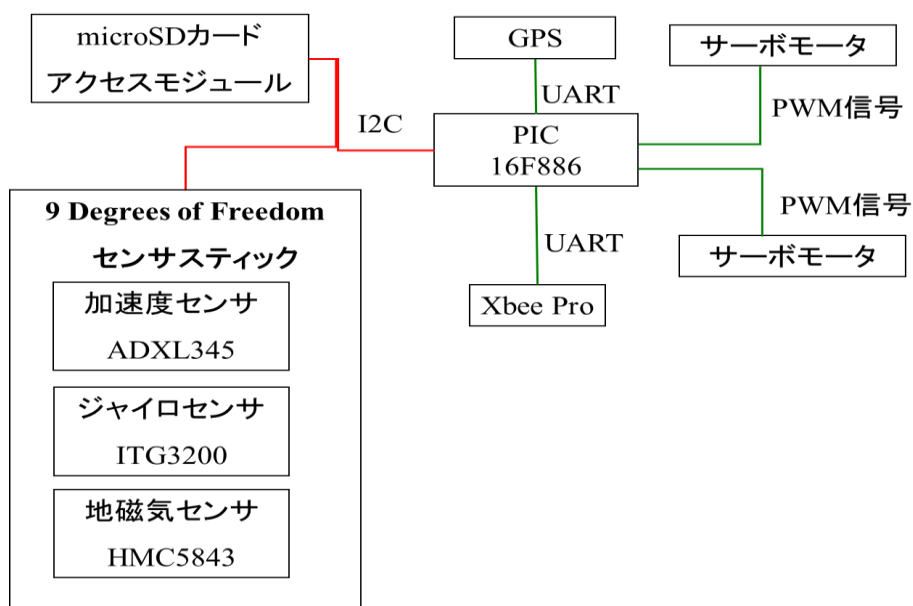 microSDカード
アクセスモジュール
GPS
サーボモータ
UART
PWM信号
I2C
PIC
16F886
9 Degrees of Freedom
センサスティック
PWM信号
UART
サーボモータ
加速度センサ
ADXL345
Xbee Pro
ジャイロセンサ
ITG3200
地磁気センサ
HMC5843